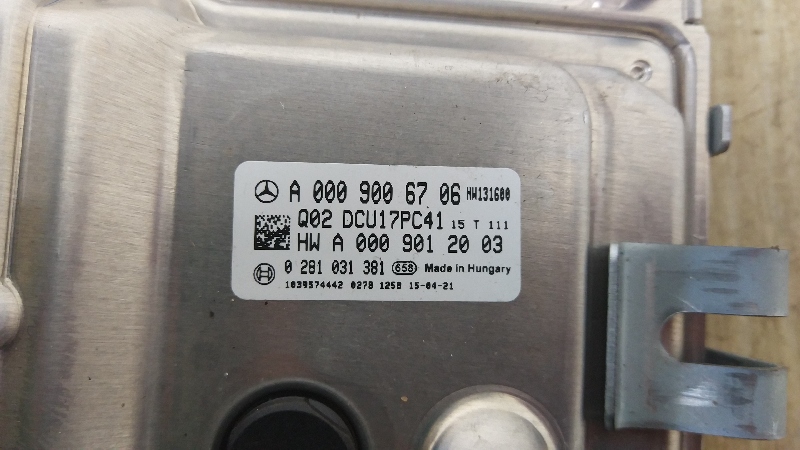 A 000 900 67 06 HW131600
Q02 DCU17PC41 15 T 111
HW A 000 901 20 03
0 281 031 381 658 Made in Hungary
1039574442 0278 1258 15-04-21